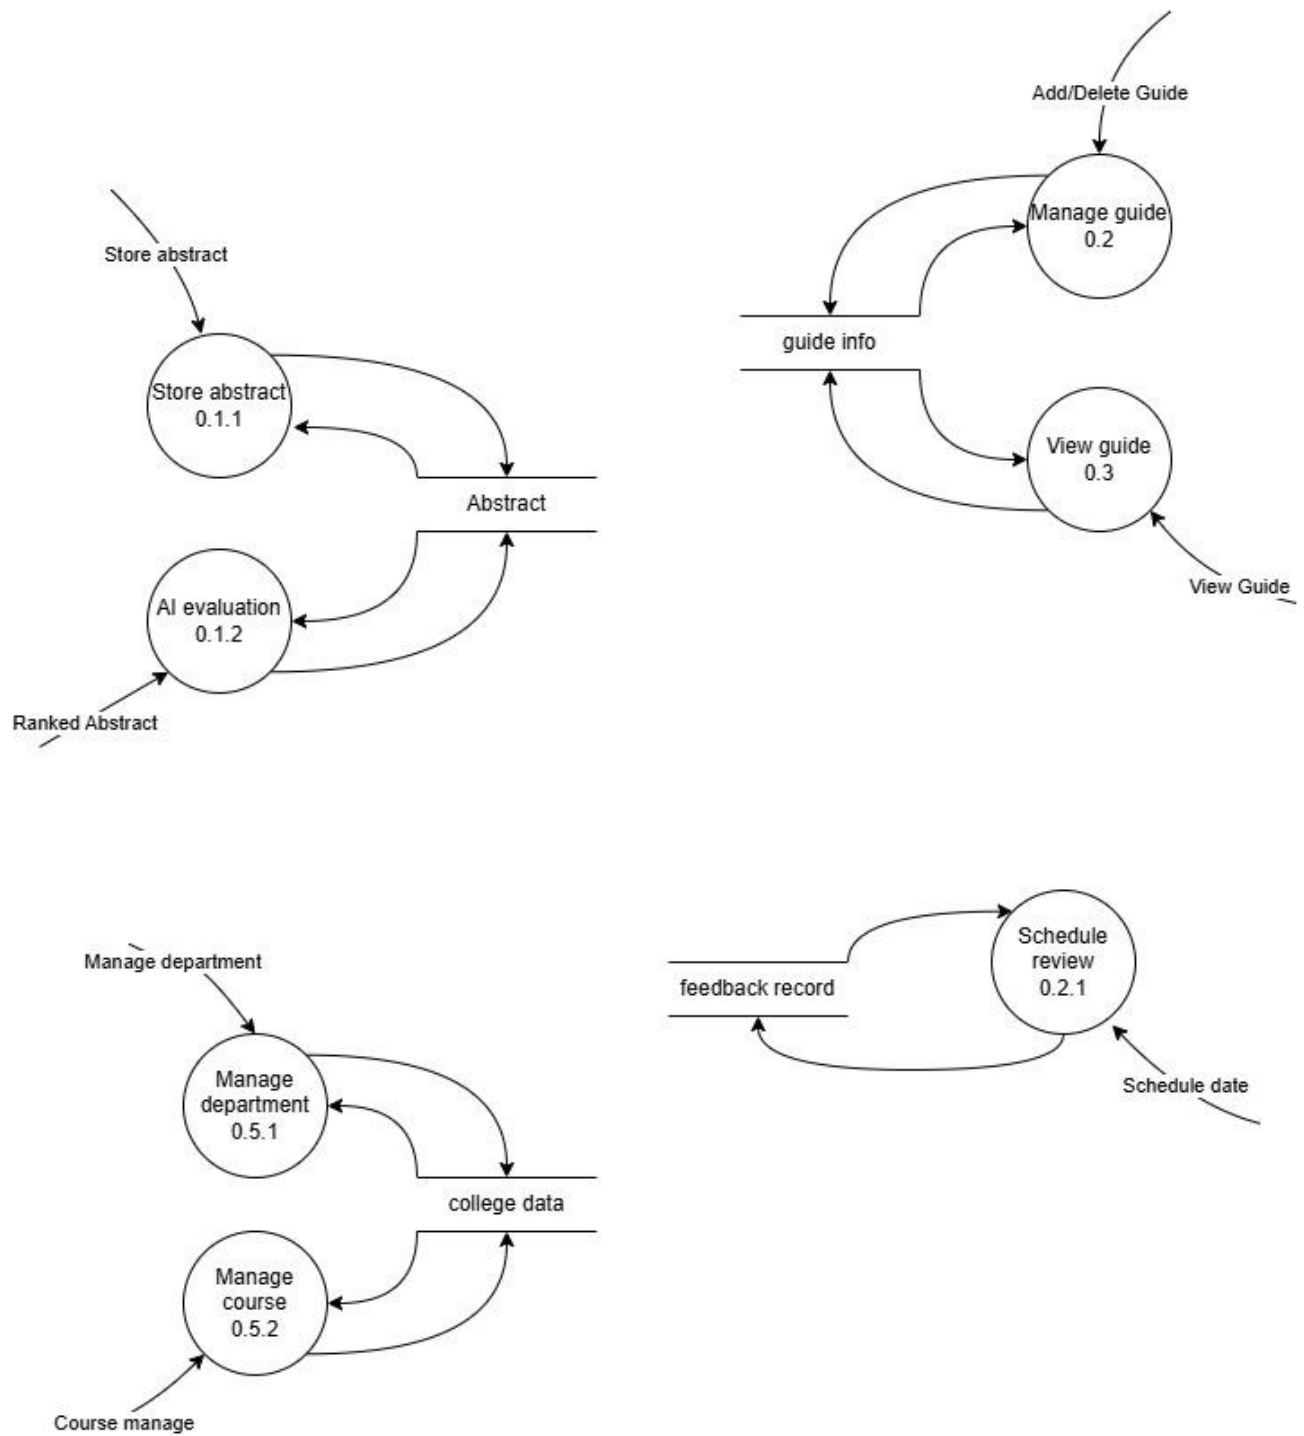 Add/Delete Guide
Manage guide
0.2
guide info
View guide
0.3
View Guide
Store abstract
Store abstract
0.1.1
Abstract
AI evaluation
0.1.2
Ranked Abstract
Manage department
Manage
department
0.5.1
college data
Manage
course
0.5.2
Course manage
feedback record
Schedule
review
0.2.1
Schedule date